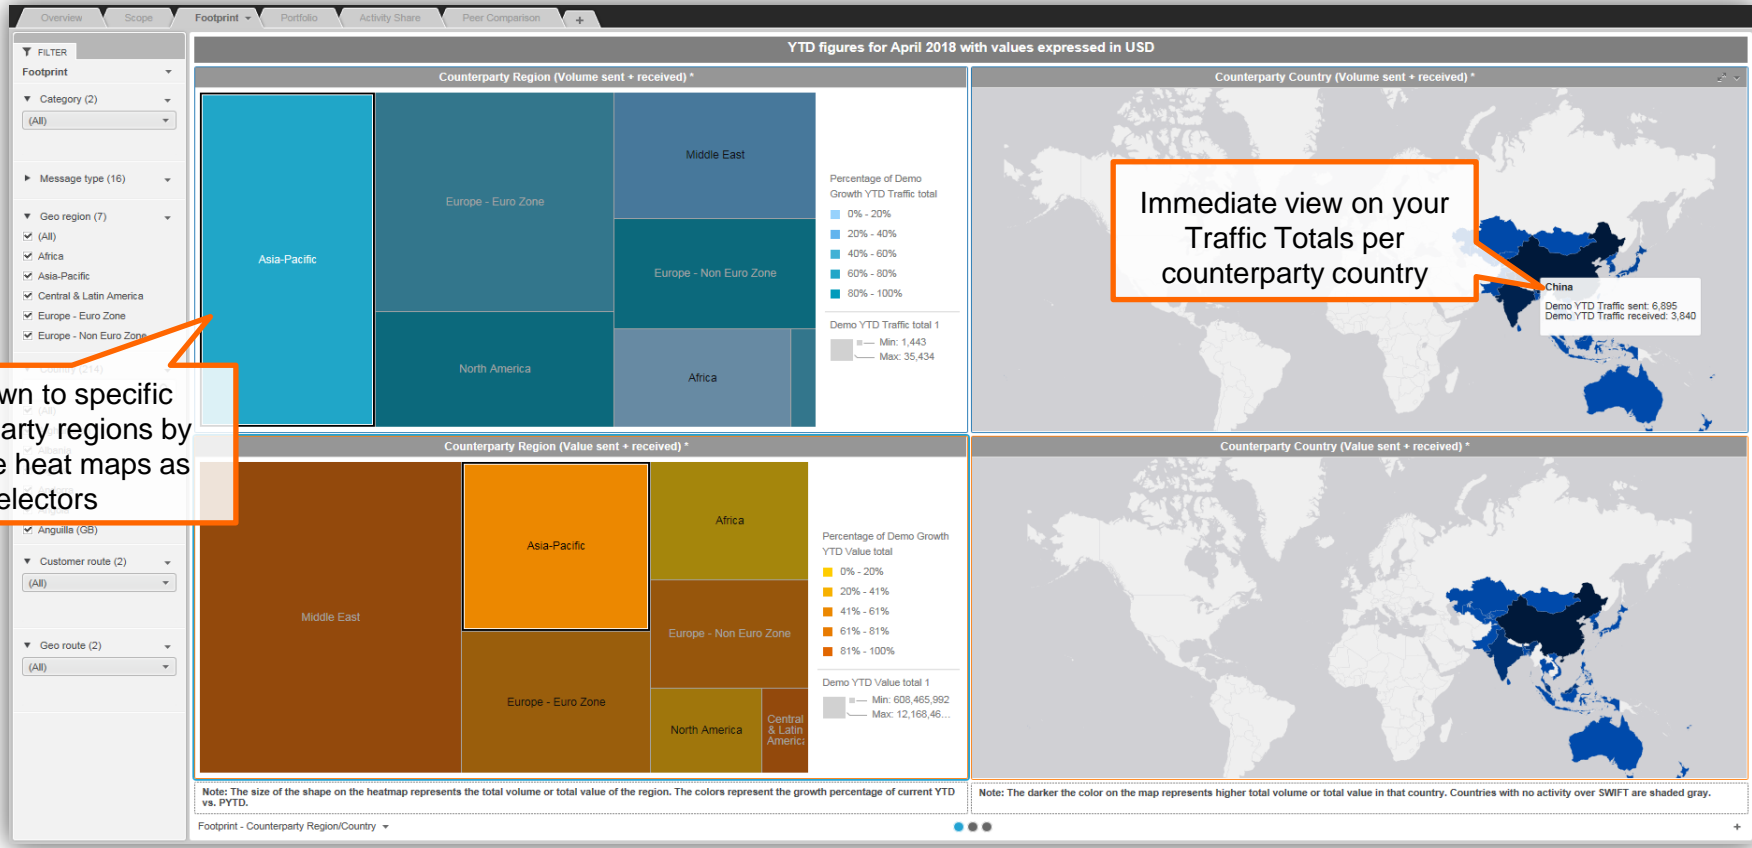 Overview Scope Footprint Portfolio Activity Share Peer Comparison +
FILTER
Footprint
Category (2)
(All)
Message type (16)
Geo region (7)
(All)
Africa
Asia-Pacific
Central & Latin America
Europe - Euro Zone
Europe - Non Euro Zone
Country (214)
(All)
Anguilla (GB)
Customer route (2)
(All)
Geo route (2)
(All)
wn to specific
arty regions by
e heat maps as
electors
YTD figures for April 2018 with values expressed in USD
Counterparty Region (Volume sent + received) *
Asia-Pacific
Europe - Euro Zone
North America
Middle East
Europe - Non Euro Zone
Africa
Percentage of Demo
Growth YTD Traffic total
0% - 20%
20% - 40%
40% - 60%
60% - 80%
80% - 100%
Demo YTD Traffic total 1
Min: 1,443
Max: 35,434
Counterparty Country (Volume sent + received) *
Immediate view on your
Traffic Totals per
counterparty country
China
Demo YTD Traffic sent: 6,895
Demo YTD Traffic received: 3,840
Counterparty Region (Value sent + received) *
Middle East
Asia-Pacific
Europe - Euro Zone
Africa
Europe - Non Euro Zone
North America
Central
& Latin
America
Percentage of Demo Growth
YTD Value total
0% - 20%
20% - 41%
41% - 61%
61% - 81%
81% - 100%
Demo YTD Value total 1
Min: 608,465,992
Max: 12,168,46...
Counterparty Country (Value sent + received) *
Note: The size of the shape on the heatmap represents the total volume or total value of the region. The colors represent the growth percentage of current YTD
vs. PYTD.
Note: The darker the color on the map represents higher total volume or total value in that country. Countries with no activity over SWIFT are shaded gray.
Footprint - Counterparty Region/Country
+